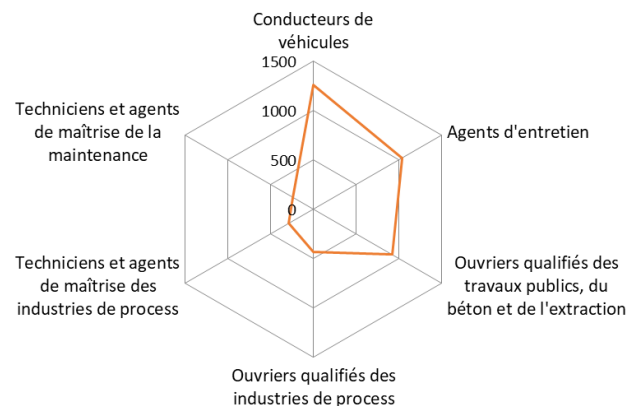 Conducteurs de
véhicules
1500
1000
500
0
Agents d'entretien
Ouvriers qualifiés des
travaux publics, du
béton et de l'extraction
Ouvriers qualifiés des
industries de process
Techniciens et agents
de maîtrise des
industries de process
Techniciens et agents
de maîtrise de la
maintenance